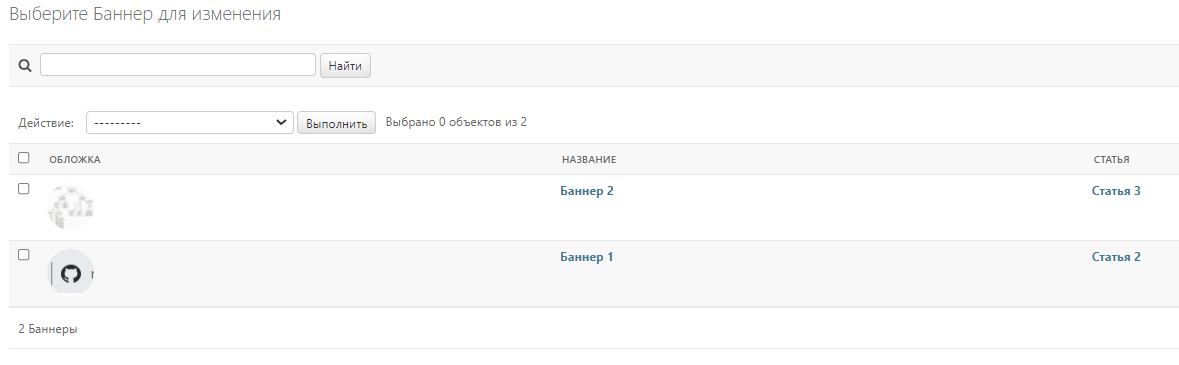 Выберите Баннер для изменения
Найти
Действие: --------- Выполнить Выбрано 0 объектов из 2
ОБЛОЖКА НАЗВАНИЕ СТАТЬЯ
Баннер 2 Статья 3
Баннер 1 Статья 2
2 Баннеры